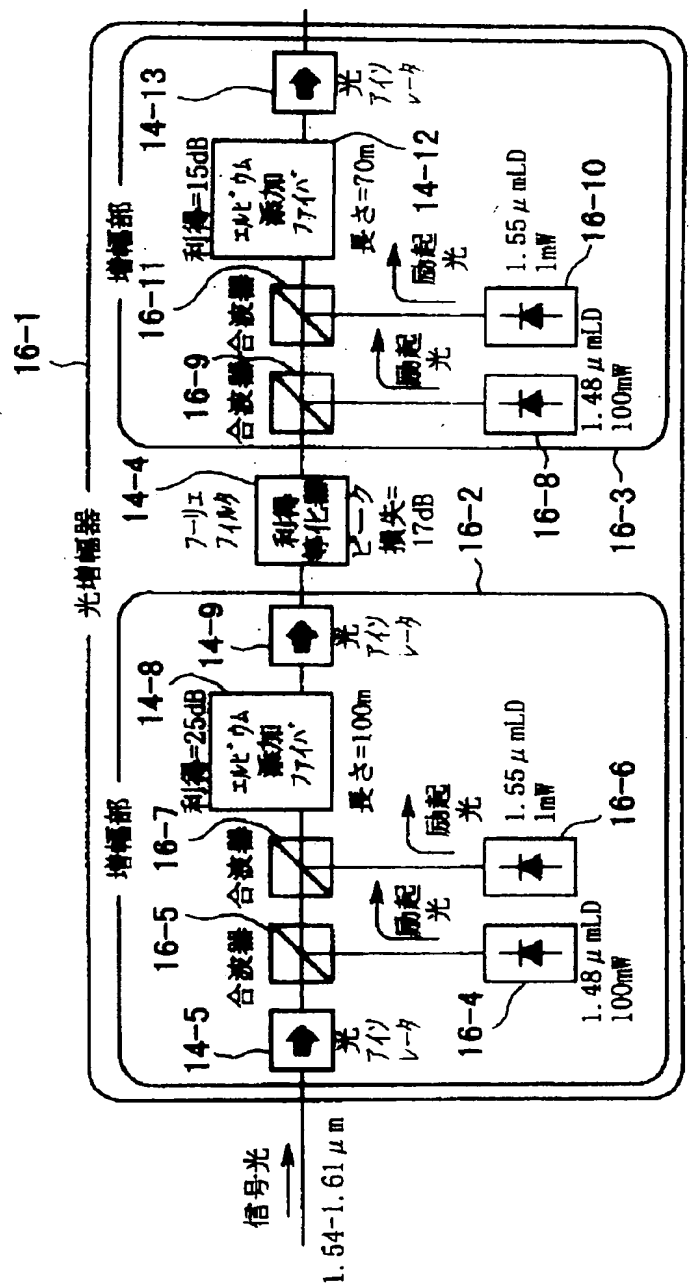 16-1
光増幅器
信号光
1.54-1.61μm
増幅部
16-2
14-5
光
アイソ
レータ
16-5
合波器
16-7
合波器
励起
光
励起
光
16-4
1.48μmLD
100mW
16-6
1.55μmLD
1mW
14-8
利得=25dB
エルビウム
添加
ファイバ
長さ=100m
14-9
光
アイソ
レータ
14-4
フーリエ
フィルタ
利得
等化器
ピーク
損失=
17dB
増幅部
16-3
16-9
合波器
16-11
合波器
励起
光
励起
光
16-8
1.48μmLD
100mW
16-10
1.55μmLD
1mW
利得=15dB
エルビウム
添加
ファイバ
長さ=70m
14-12
14-13
光
アイソ
レータ